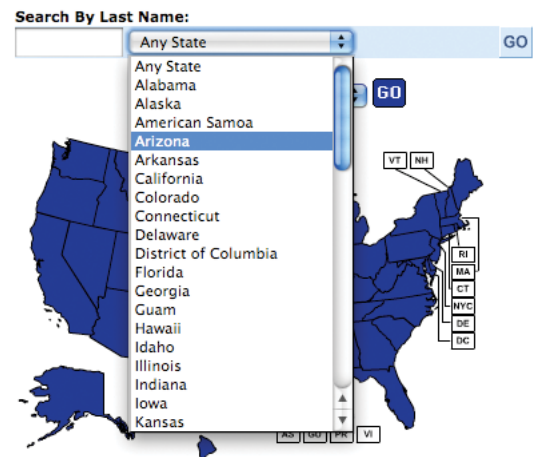 Search By Last Name:
Any State GO
Any State
Alabama
Alaska
GO
American Samoa
Arizona
Arkansas
VT NH
California
Colorado
Connecticut
Delaware
District of Columbia
RI
Florida
MA
Georgia
CT
Guam
NYC
Hawaii
DE
Idaho
DC
Illinois
Indiana
Iowa
Kansas
AS GU PR VI